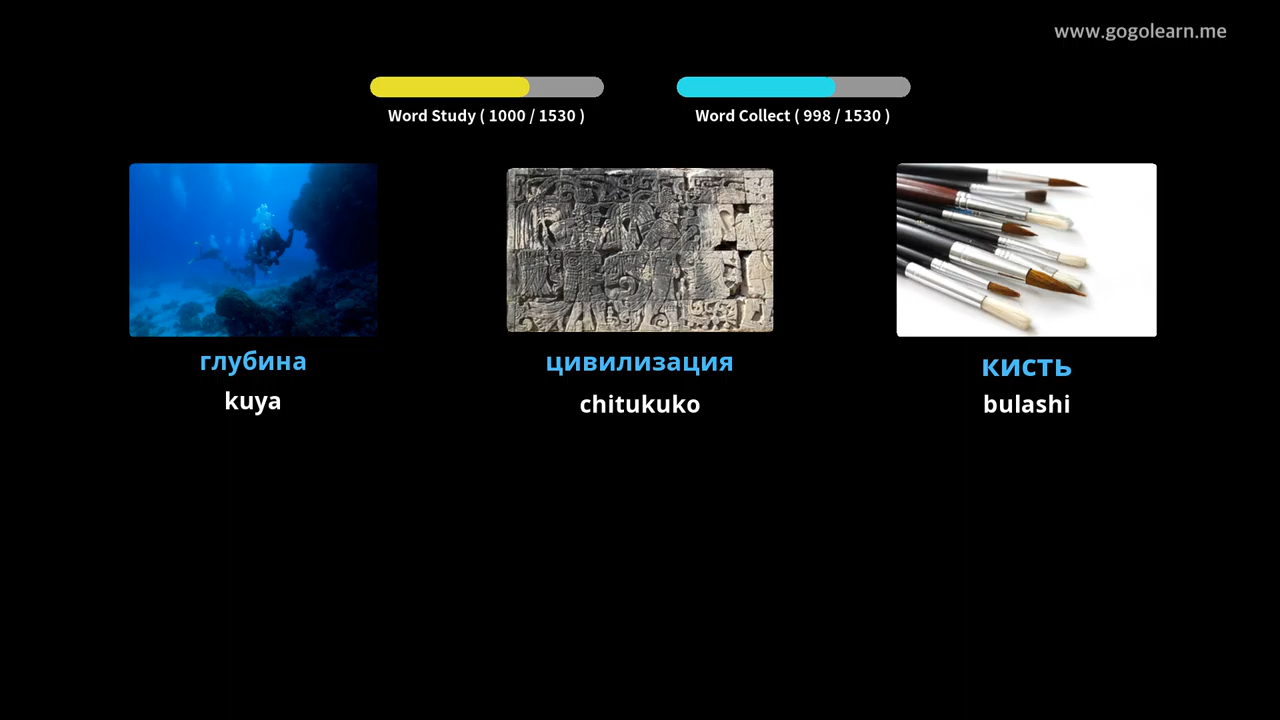 www.gogolearn.me
Word Study ( 1000 / 1530 )
Word Collect ( 998 / 1530 )
глубина
цивилизация
кисть
kuya
chitukuko
bulashi